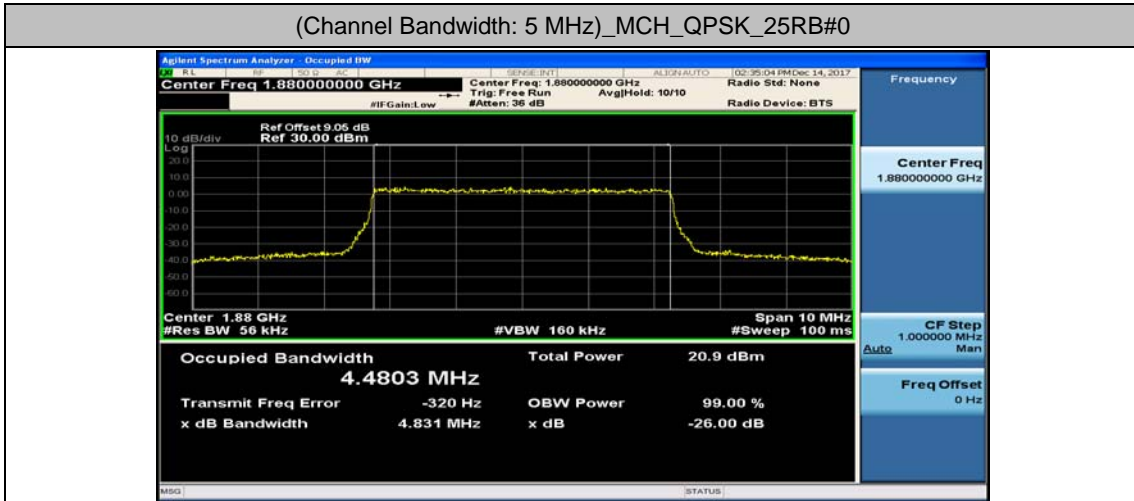 (Channel Bandwidth: 5 MHz)_MCH_QPSK_25RB#0
Agilent Spectrum Analyzer - Occupied BW
RL RF 50 Ω AC SENSE:INT ALIGN AUTO 02:35:04 PM Dec 14, 2017
Center Freq 1.880000000 GHz Center Freq: 1.880000000 GHz Radio Std: None
Trig: Free Run Avg|Hold: 10/10
#IFGain:Low #Atten: 36 dB Radio Device: BTS
Ref Offset 9.05 dB
10 dB/div Ref 30.00 dBm
Log
20.0
10.0
0.00
-10.0
-20.0
-30.0
-40.0
-50.0
-60.0
Center 1.88 GHz Span 10 MHz
#Res BW 56 kHz #VBW 160 kHz #Sweep 100 ms
Occupied Bandwidth Total Power 20.9 dBm
4.4803 MHz
Transmit Freq Error -320 Hz OBW Power 99.00 %
x dB Bandwidth 4.831 MHz x dB -26.00 dB
MSG STATUS
Frequency
Center Freq
1.880000000 GHz
CF Step
1.000000 MHz
Auto Man
Freq Offset
0 Hz